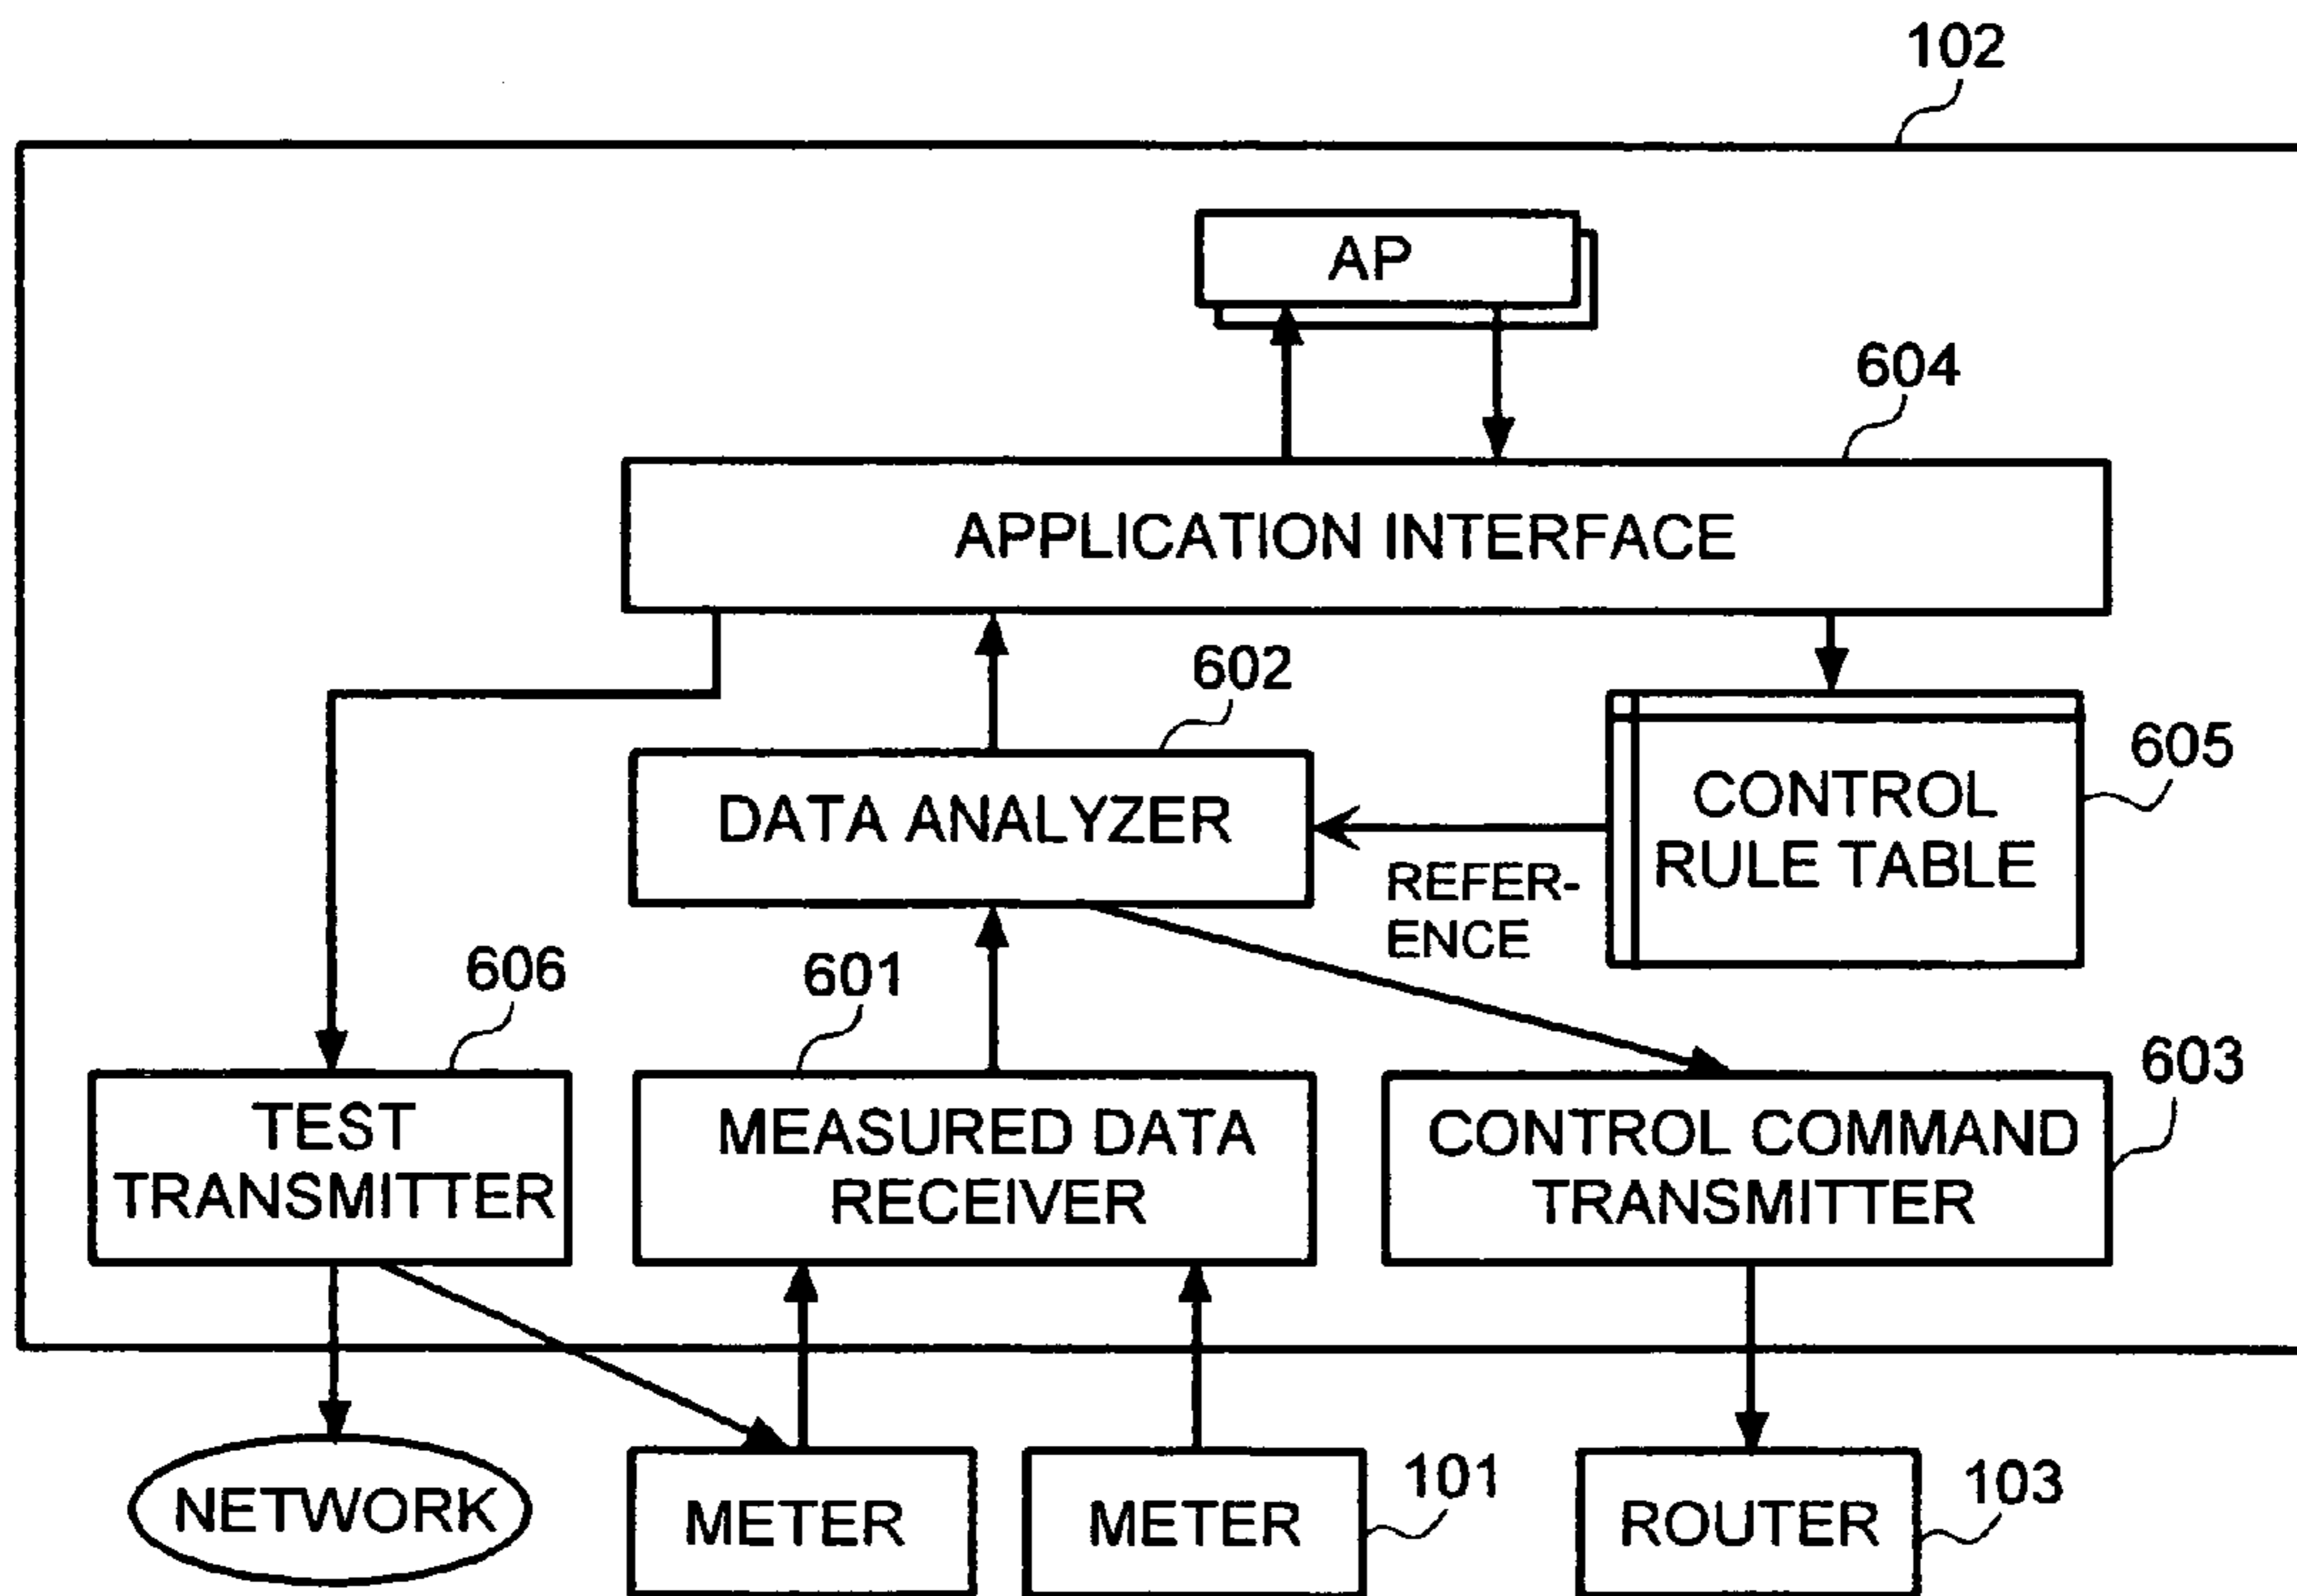 102
AP
604
APPLICATION INTERFACE
602
605
CONTROL
RULE TABLE
DATA ANALYZER
REFER-
ENCE
606
601
603
TEST
TRANSMITTER
MEASURED DATA
RECEIVER
CONTROL COMMAND
TRANSMITTER
NETWORK
METER
METER
101
ROUTER
103